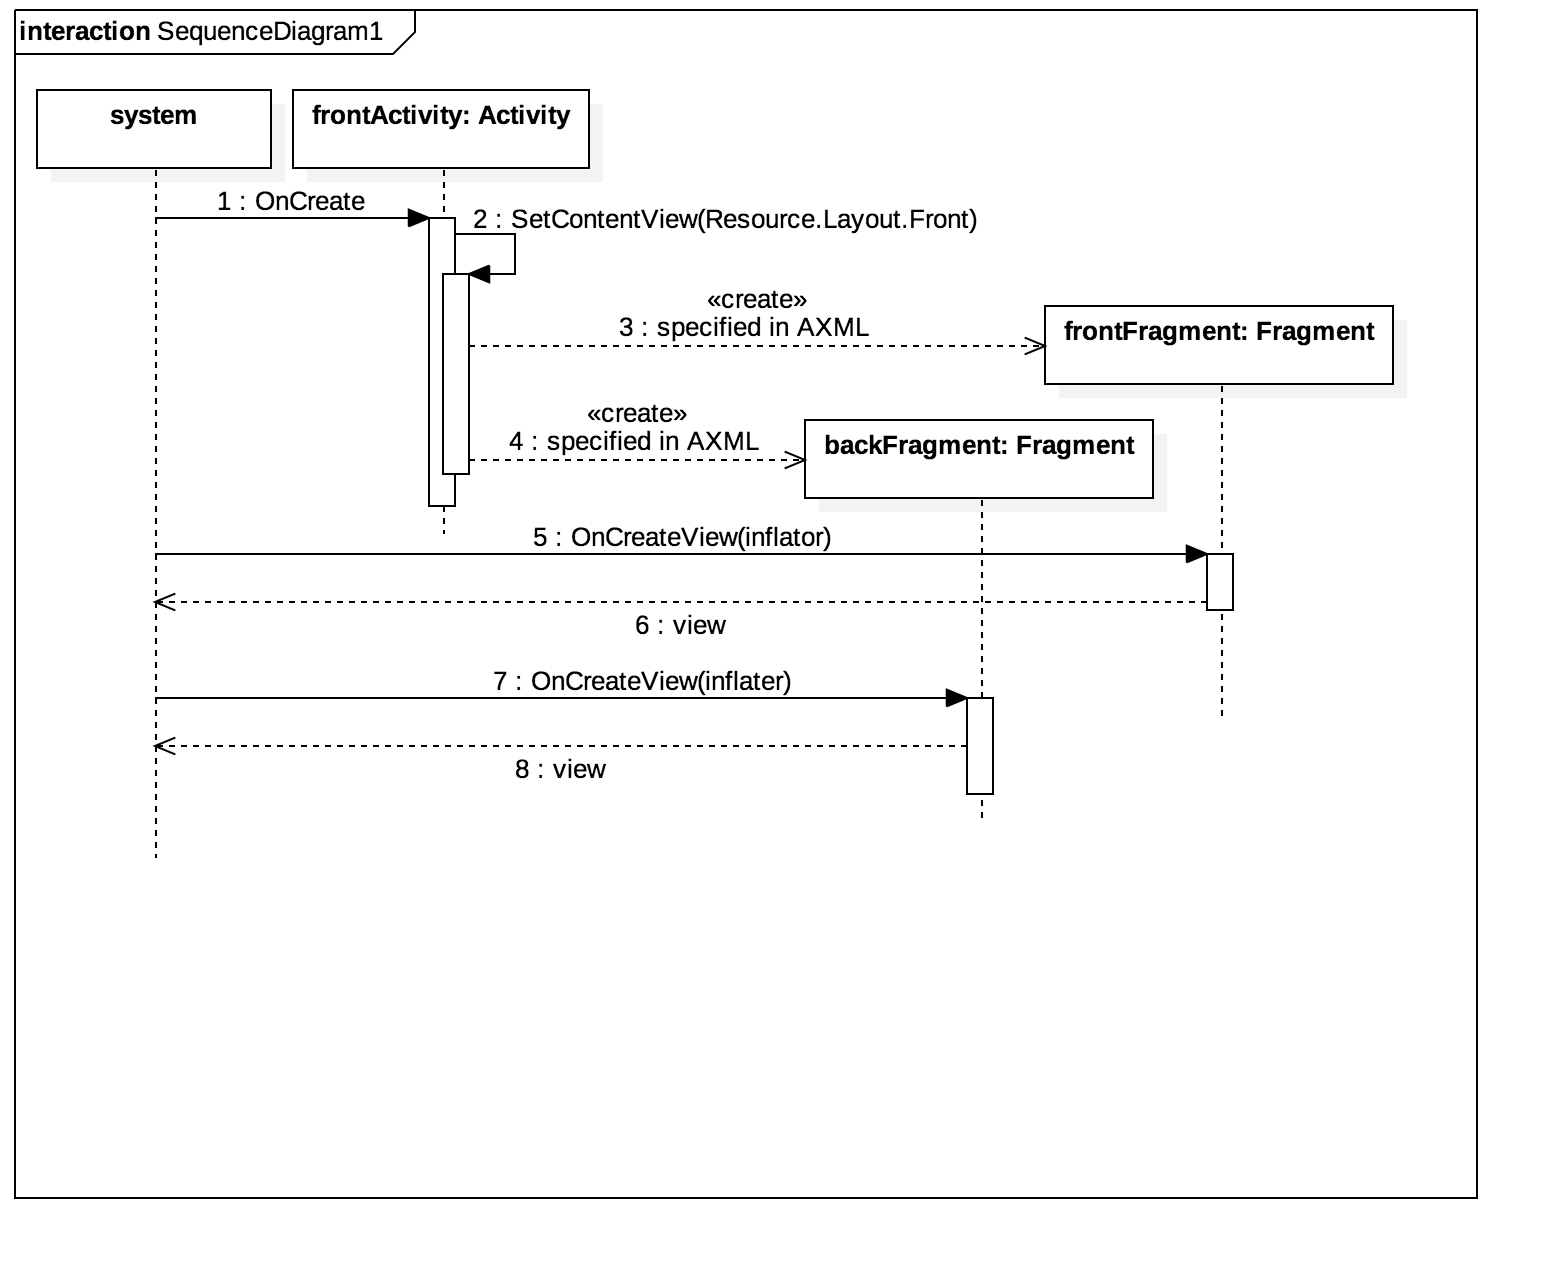 interaction SequenceDiagram1
system
frontActivity: Activity
1 : OnCreate
2 : SetContentView(Resource.Layout.Front)
«create»
3 : specified in AXML
frontFragment: Fragment
«create»
4 : specified in AXML
backFragment: Fragment
5 : OnCreateView(inflator)
6 : view
7 : OnCreateView(inflater)
8 : view